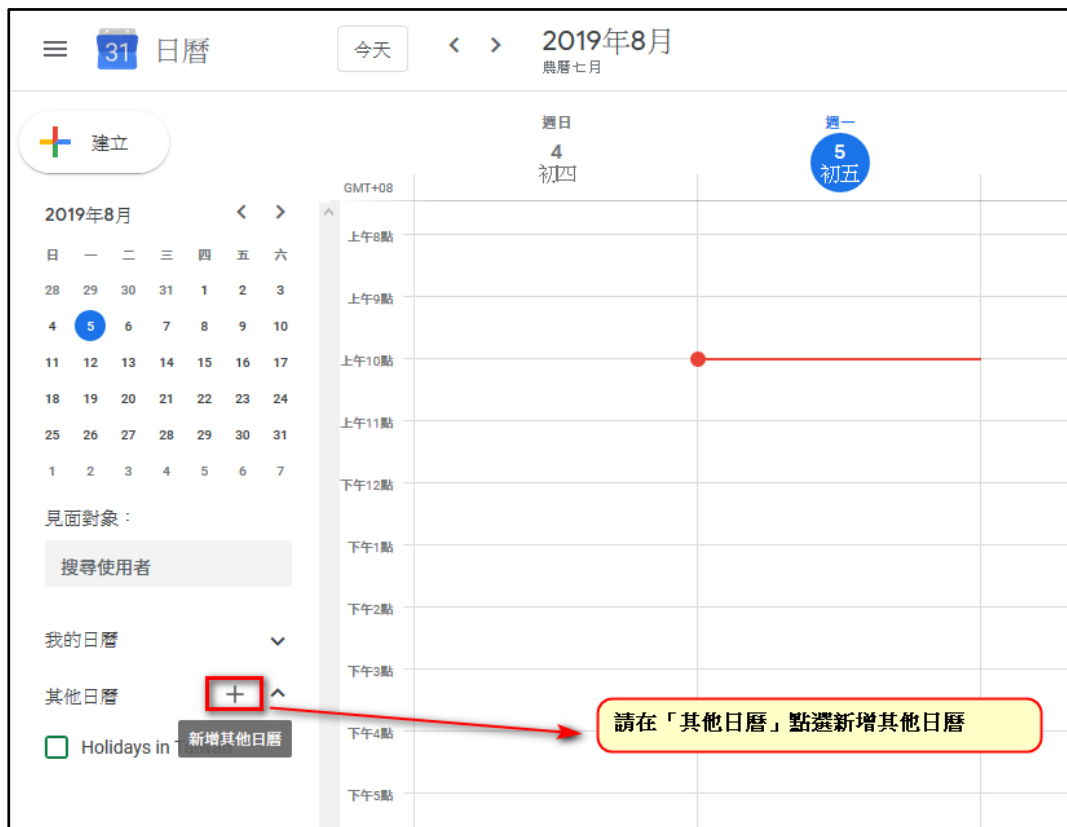 31 日曆 今天 2019年8月
農曆七月
建立
週日 週一
4 5
初四 初五
GMT+08
2019年8月
日 一 二 三 四 五 六
28 29 30 31 1 2 3
4 5 6 7 8 9 10
11 12 13 14 15 16 17
18 19 20 21 22 23 24
25 26 27 28 29 30 31
1 2 3 4 5 6 7
見面對象：
搜尋使用者
我的日曆
其他日曆
新增其他日曆
Holidays in
上午8點
上午9點
上午10點
上午11點
下午12點
下午1點
下午2點
下午3點
下午4點
下午5點
請在「其他日曆」點選新增其他日曆